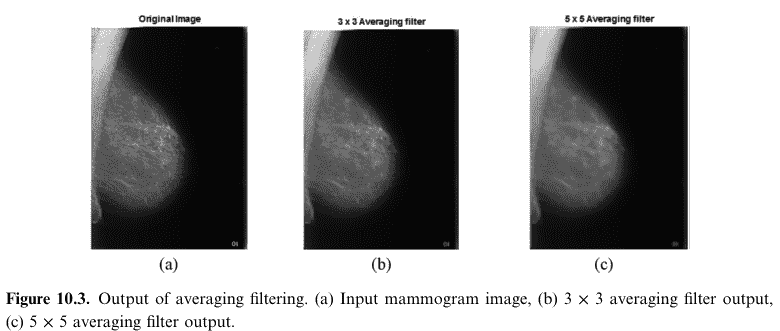 Original Image
3 x 3 Averaging filter
5 x 5 Averaging filter
(a)
(b)
(c)
Figure 10.3. Output of averaging filtering. (a) Input mammogram image, (b) 3 × 3 averaging filter output,
(c) 5 × 5 averaging filter output.